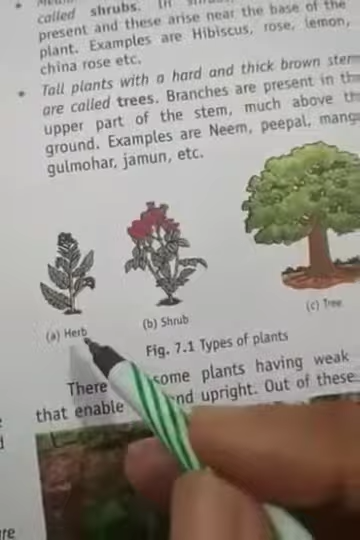 called shrubs. In
present and these arise near the base of the
plant. Examples are Hibiscus, rose, lemon,
china rose etc.
• Tall plants with a hard and thick brown stem
are called trees. Branches are present in the
upper part of the stem, much above the
ground. Examples are Neem, peepal,
gulmohar, jamun, etc.
(a) Herb
(b) Shrub
(c) Tree
Fig. 7.1 Types of plants
There some plants having weak
that enable nd upright. Out of these